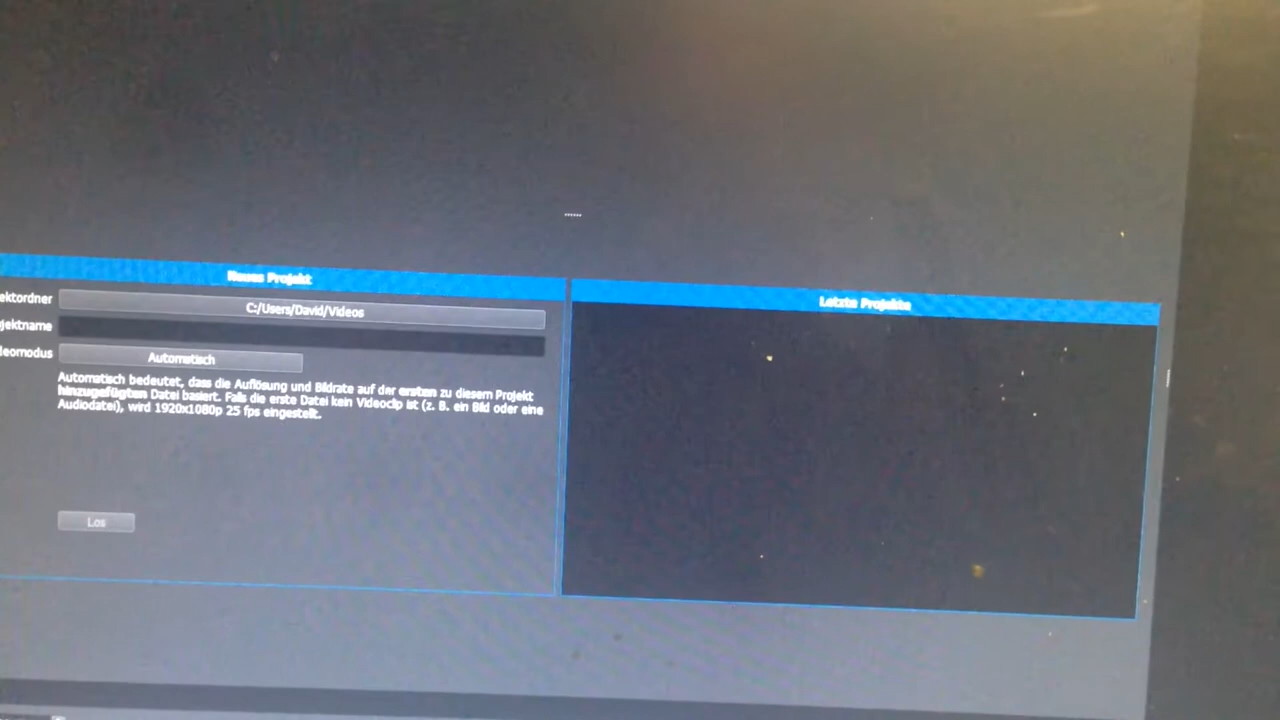 Neues Projekt
ektordner
C:/Users/David/Videos
jektname
deomodus
Automatisch
Automatisch bedeutet, dass die Auflösung und Bildrate auf der ersten zu diesem Projekt
hinzugefügten Datei basiert. Falls die erste Datei kein Videoclip ist (z. B. ein Bild oder eine
Audiodatei), wird 1920x1080p 25 fps eingestellt.
Los
Letzte Projekte